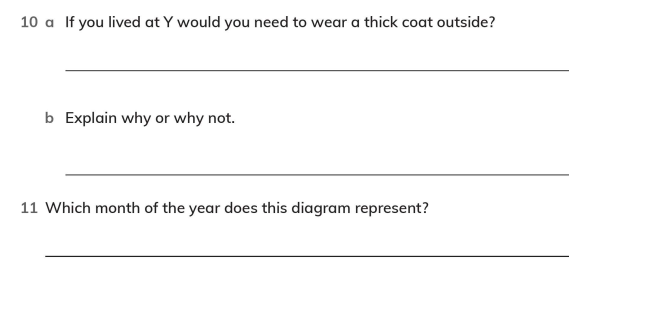 10 a If you lived at Y would you need to wear a thick coat outside?
b Explain why or why not.
11 Which month of the year does this diagram represent?